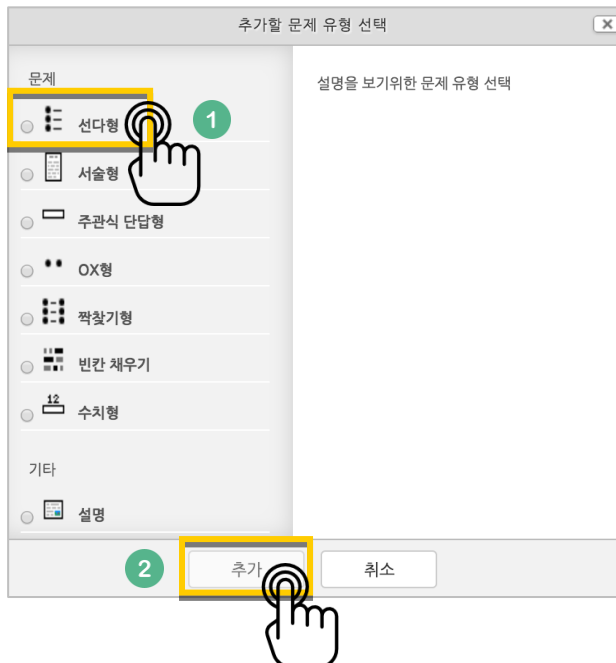 추가할 문제 유형 선택
x
문제
설명을 보기위한 문제 유형 선택
선다형
1
서술형
주관식 단답형
OX형
짝찾기형
빈칸 채우기
12
수치형
기타
설명
2
추가
취소